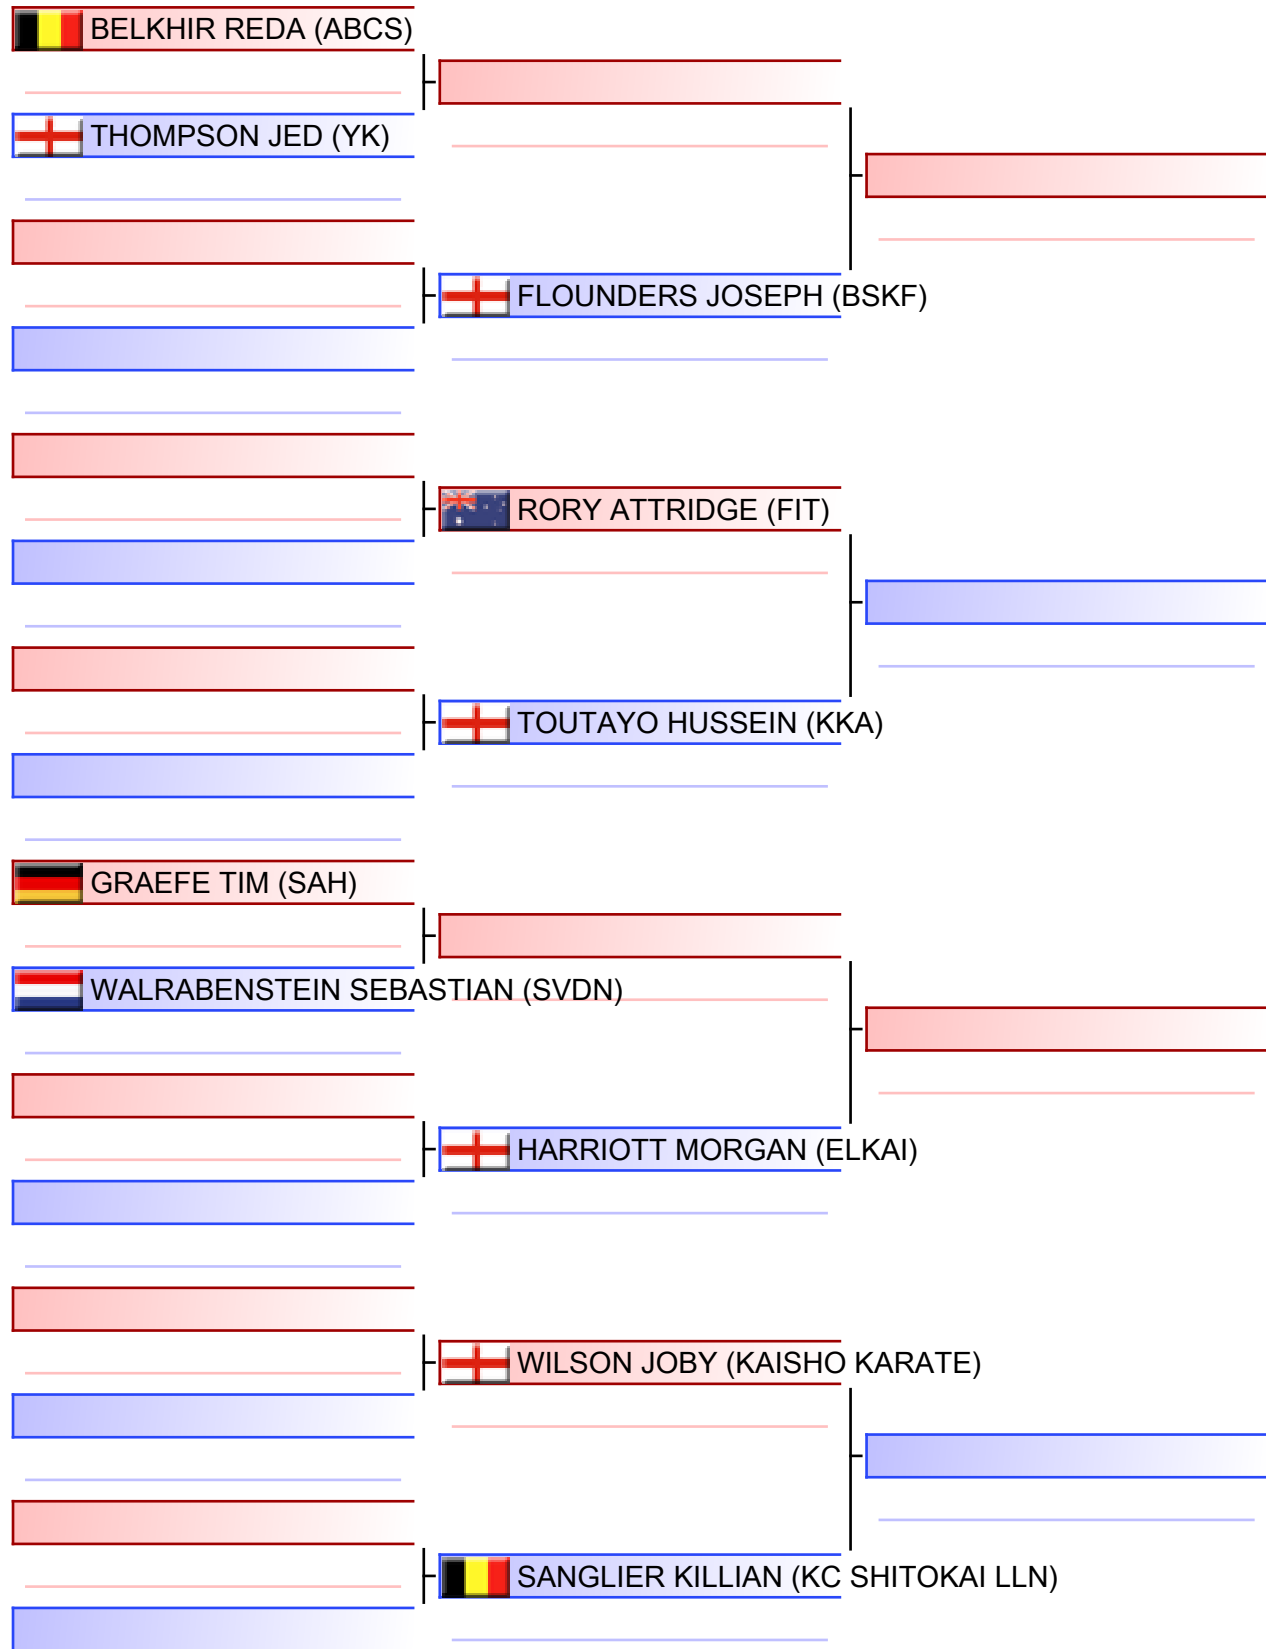 BELKHIR REDA (ABCS)
THOMPSON JED (YK)
FLOUNDERS JOSEPH (BSKF)
RORY ATTRIDGE (FIT)
TOUTAYO HUSSEIN (KKA)
GRAEFE TIM (SAH)
WALRABENSTEIN SEBASTIAN (SVDN)
HARRIOTT MORGAN (ELKAI)
WILSON JOBY (KAISHO KARATE)
SANGLIER KILLIAN (KC SHITOKAI LLN)